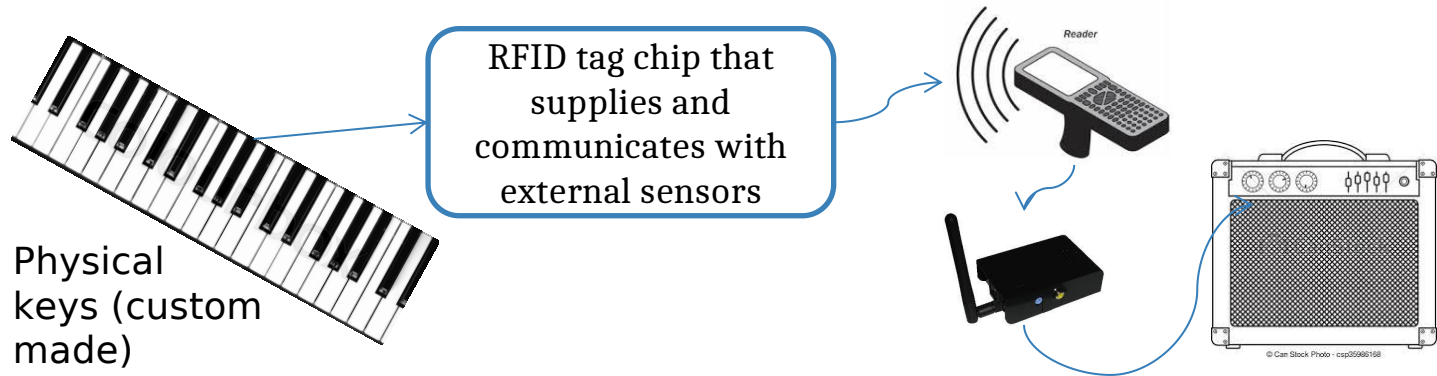 RFID tag chip that
supplies and
communicates with
external sensors
Reader
Physical
keys (custom
made)
© Can Stock Photo - csp35986168